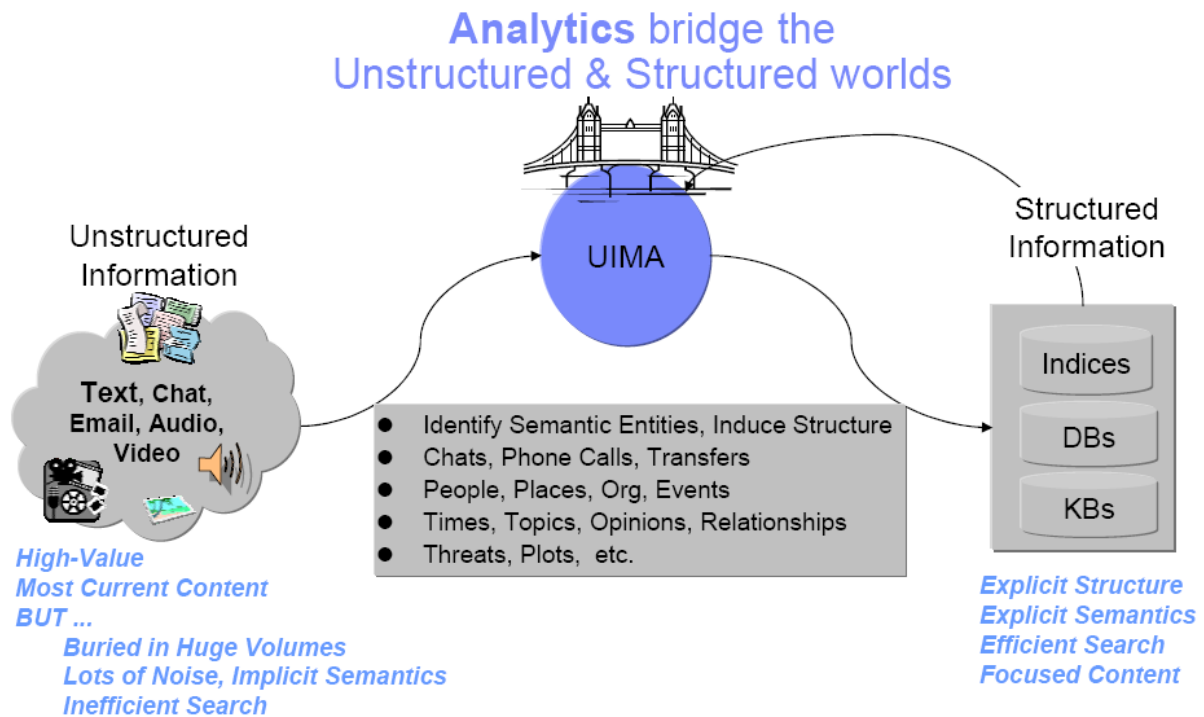 Analytics bridge the
Unstructured & Structured worlds
Unstructured
Information
Text, Chat,
Email, Audio,
Video
High-Value
Most Current Content
BUT ...
Buried in Huge Volumes
Lots of Noise, Implicit Semantics
Inefficient Search
UIMA
● Identify Semantic Entities, Induce Structure
● Chats, Phone Calls, Transfers
● People, Places, Org, Events
● Times, Topics, Opinions, Relationships
● Threats, Plots, etc.
Structured
Information
Indices
DBs
KBs
Explicit Structure
Explicit Semantics
Efficient Search
Focused Content